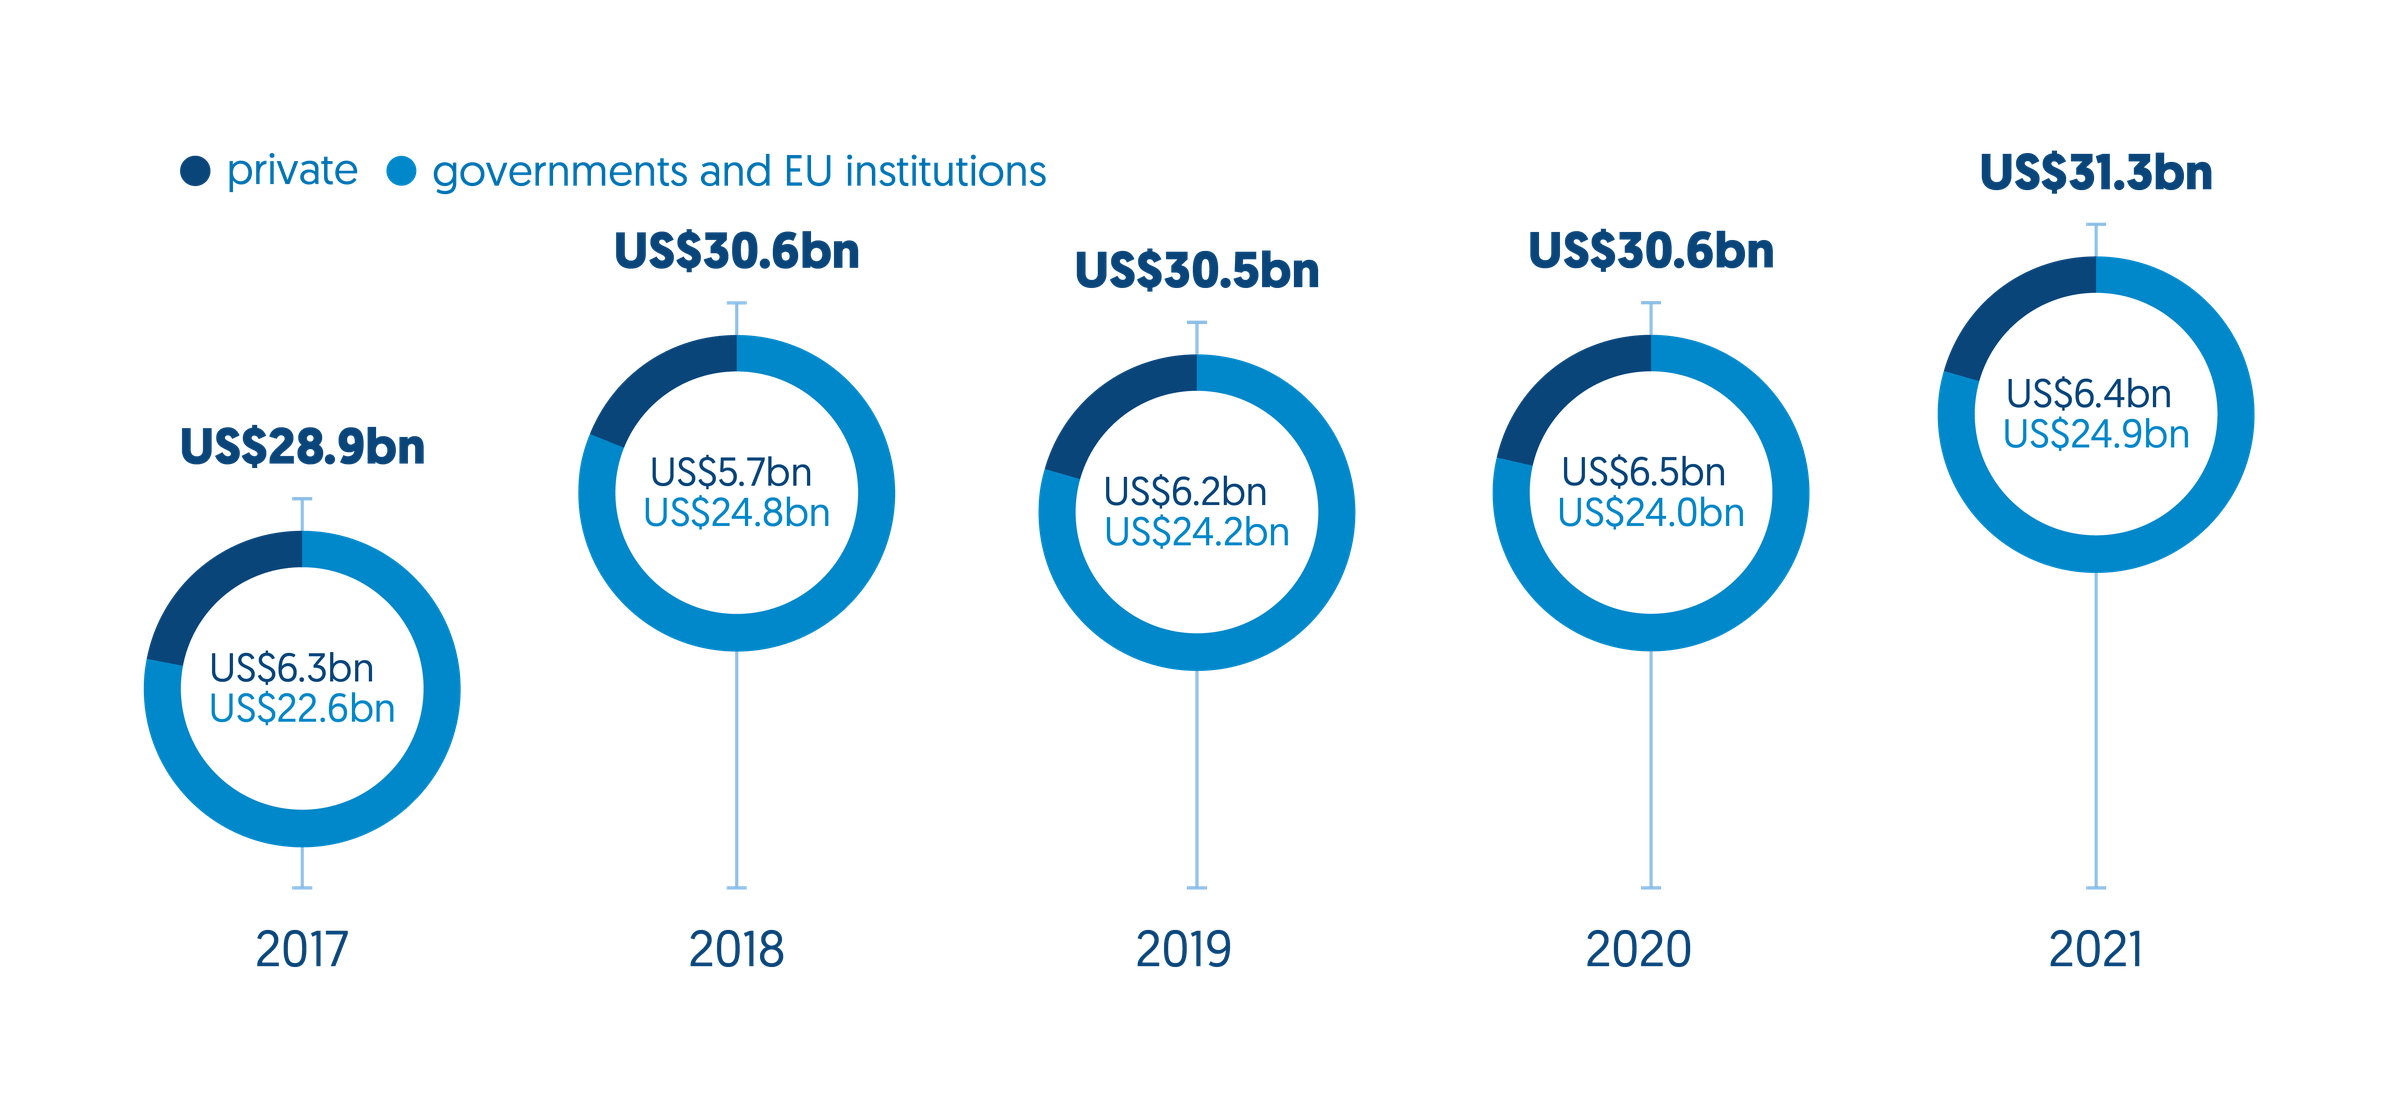 private
governments and EU institutions
US$28.9bn
US$6.3bn
US$22.6bn
2017
US$30.6bn
US$5.7bn
US$24.8bn
2018
US$30.5bn
US$6.2bn
US$24.2bn
2019
US$30.6bn
US$6.5bn
US$24.0bn
2020
US$31.3bn
US$6.4bn
US$24.9bn
2021